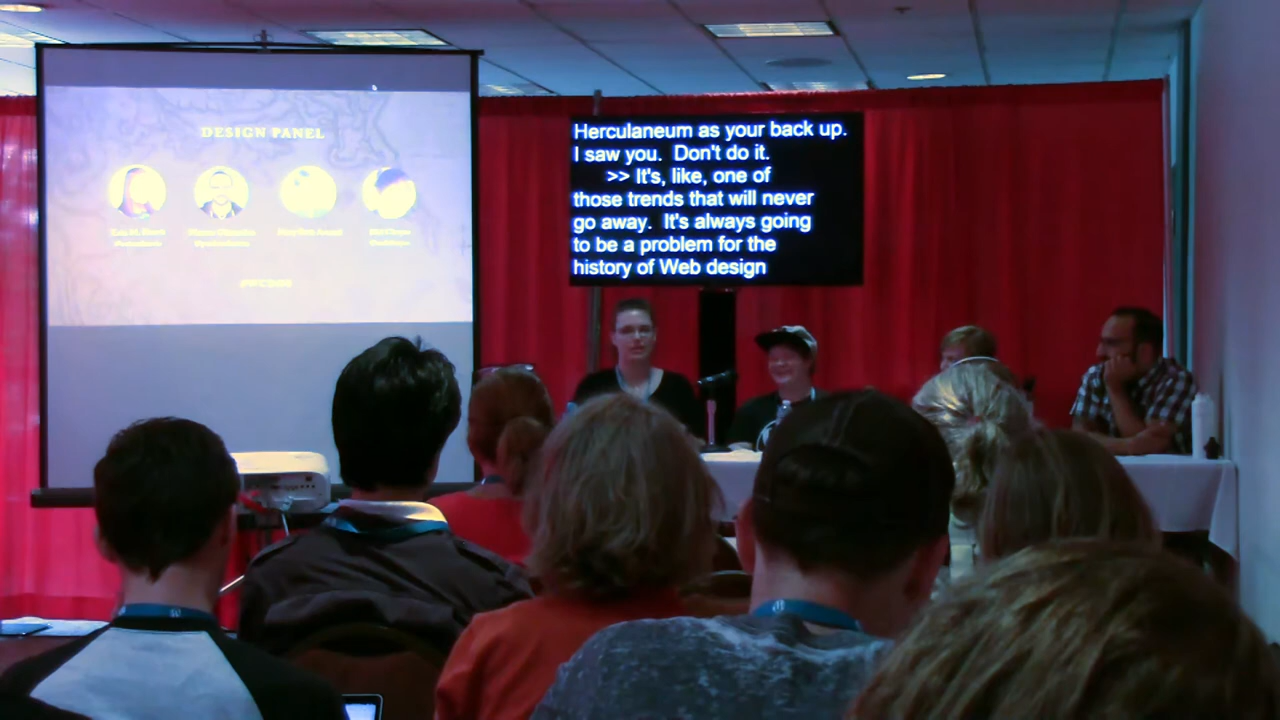 DESIGN PANEL
Herculaneum as your back up.
I saw you. Don't do it.
>> It's, like, one of
those trends that will never
go away. It's always going
to be a problem for the
history of Web design